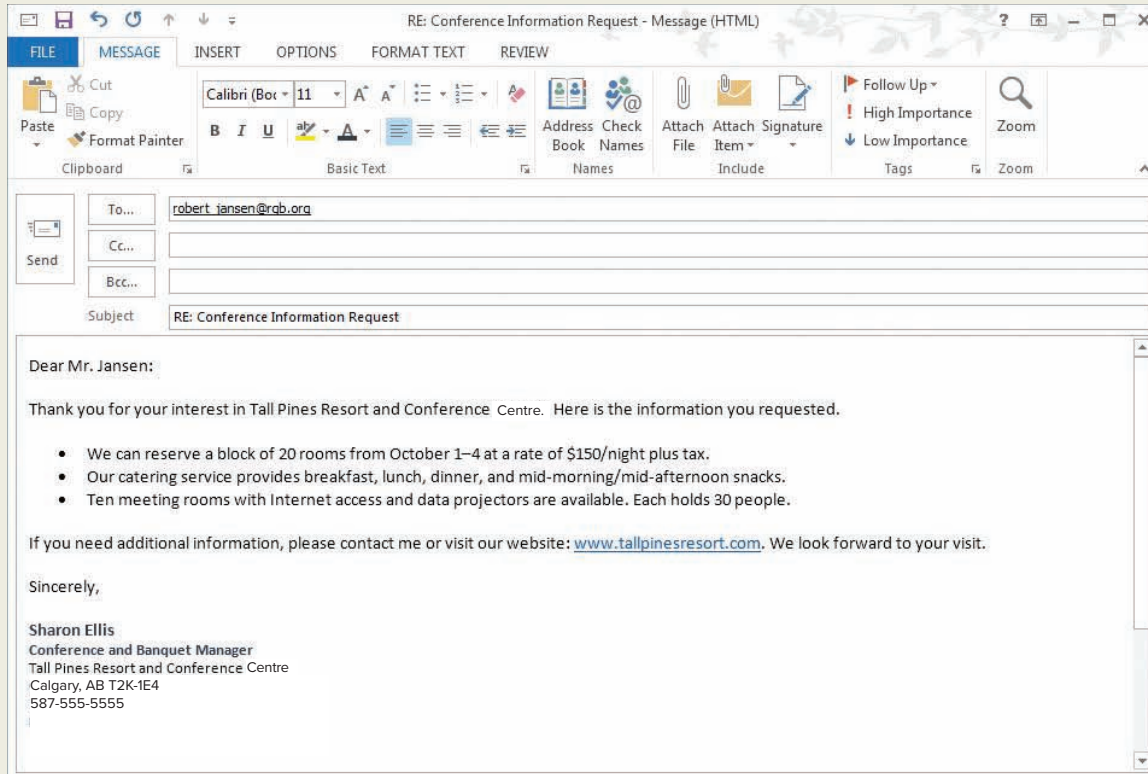 RE: Conference Information Request - Message (HTML)
?
FILE MESSAGE INSERT OPTIONS FORMAT TEXT REVIEW
Paste
Cut
Copy
Format Painter
Clipboard
Calibri (Boc 11 A A
B I U aby A
Basic Text
Address Book
Check Names
Names
Attach File
Attach Item
Signature
Include
Follow Up
! High Importance
Low Importance
Tags
Zoom
Zoom
Send
To... robert_jansen@rgb.org
Cc...
Bcc...
Subject RE: Conference Information Request
Dear Mr. Jansen:
Thank you for your interest in Tall Pines Resort and Conference Centre. Here is the information you requested.
• We can reserve a block of 20 rooms from October 1–4 at a rate of $150/night plus tax.
• Our catering service provides breakfast, lunch, dinner, and mid-morning/mid-afternoon snacks.
• Ten meeting rooms with Internet access and data projectors are available. Each holds 30 people.
If you need additional information, please contact me or visit our website: www.tallpinesresort.com. We look forward to your visit.
Sincerely,
Sharon Ellis
Conference and Banquet Manager
Tall Pines Resort and Conference Centre
Calgary, AB T2K-1E4
587-555-5555